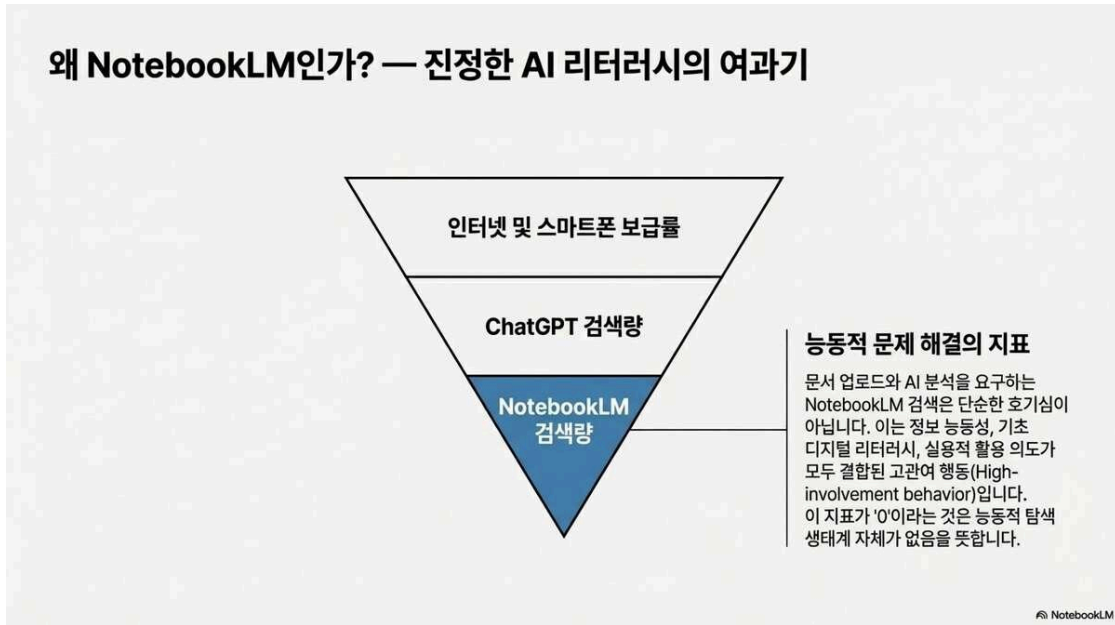 왜 NotebookLM인가? — 진정한 AI 리터러시의 여과기
인터넷 및 스마트폰 보급률
ChatGPT 검색량
NotebookLM
검색량
능동적 문제 해결의 지표
문서 업로드와 AI 분석을 요구하는
NotebookLM 검색은 단순한 호기심이
아닙니다. 이는 정보 능동성, 기초
디지털 리터러시, 실용적 활용 의도가
모두 결합된 고관여 행동(High-
involvement behavior)입니다.
이 지표가 '0'이라는 것은 능동적 탐색
생태계 자체가 없음을 뜻합니다.
NotebookLM